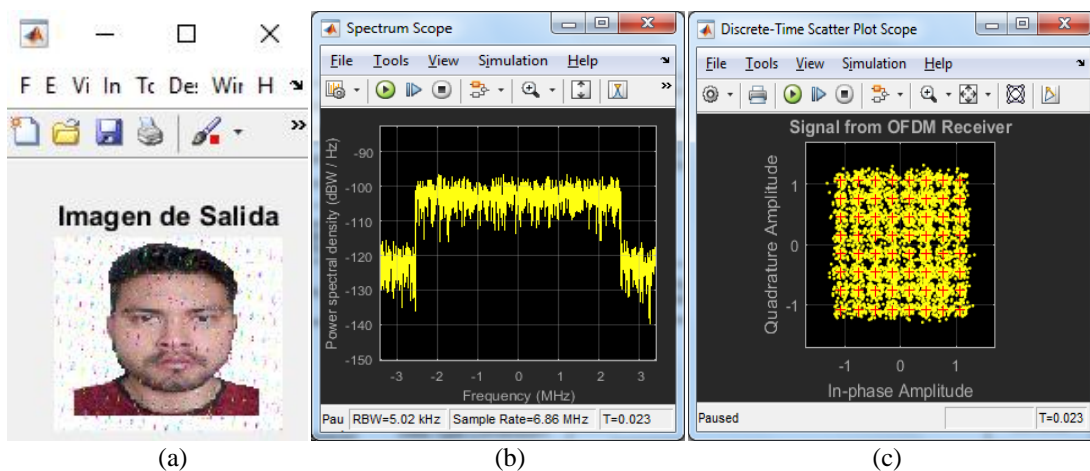 F E Vi In Tc De: Wir H
»
Imagen de Salida
(a)
Spectrum Scope
File Tools View Simulation Help
»
Power spectral density (dBW / Hz)
-90
-100
-110
-120
-130
-140
-150
-3 -2 -1 0 1 2 3
Frequency (MHz)
Pau RBW=5.02 kHz Sample Rate=6.86 MHz T=0.023
(b)
Discrete-Time Scatter Plot Scope
File Tools View Simulation Help
Signal from OFDM Receiver
Quadrature Amplitude
1
0
-1
-1 0 1
In-phase Amplitude
Paused T=0.023
(c)